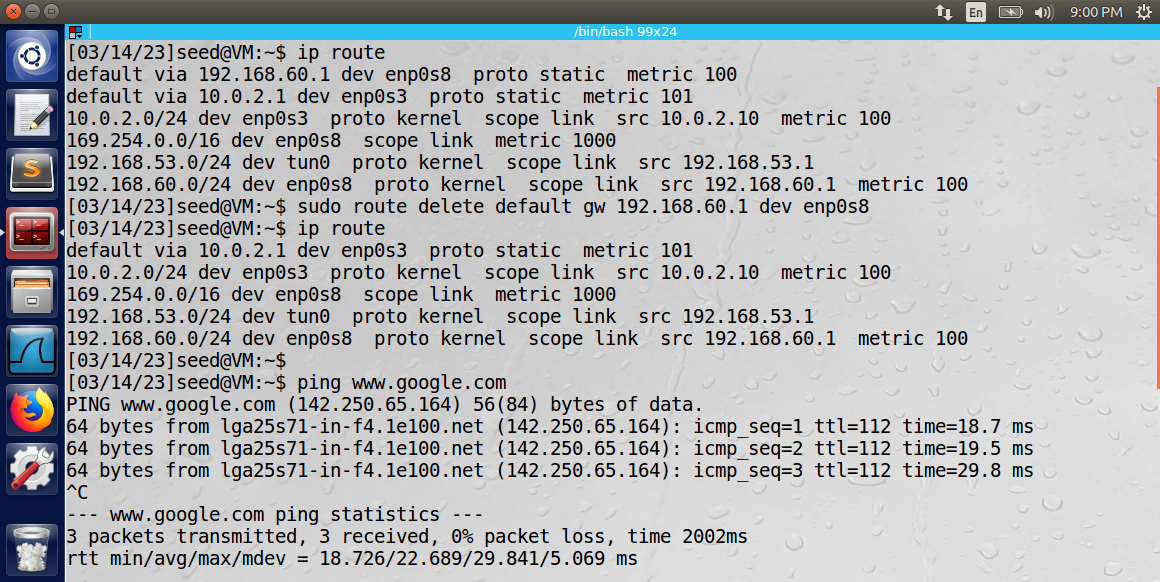 En
9:00 PM
/bin/bash 99x24
[03/14/23]seed@VM:~$ ip route
default via 192.168.60.1 dev enp0s8  proto static  metric 100
default via 10.0.2.1 dev enp0s3  proto static  metric 101
10.0.2.0/24 dev enp0s3  proto kernel  scope link  src 10.0.2.10  metric 100
169.254.0.0/16 dev enp0s8  scope link  metric 1000
192.168.53.0/24 dev tun0  proto kernel  scope link  src 192.168.53.1
192.168.60.0/24 dev enp0s8  proto kernel  scope link  src 192.168.60.1  metric 100
[03/14/23]seed@VM:~$ sudo route delete default gw 192.168.60.1 dev enp0s8
[03/14/23]seed@VM:~$ ip route
default via 10.0.2.1 dev enp0s3  proto static  metric 101
10.0.2.0/24 dev enp0s3  proto kernel  scope link  src 10.0.2.10  metric 100
169.254.0.0/16 dev enp0s8  scope link  metric 1000
192.168.53.0/24 dev tun0  proto kernel  scope link  src 192.168.53.1
192.168.60.0/24 dev enp0s8  proto kernel  scope link  src 192.168.60.1  metric 100
[03/14/23]seed@VM:~$
[03/14/23]seed@VM:~$ ping www.google.com
PING www.google.com (142.250.65.164) 56(84) bytes of data.
64 bytes from lga25s71-in-f4.1e100.net (142.250.65.164): icmp_seq=1 ttl=112 time=18.7 ms
64 bytes from lga25s71-in-f4.1e100.net (142.250.65.164): icmp_seq=2 ttl=112 time=19.5 ms
64 bytes from lga25s71-in-f4.1e100.net (142.250.65.164): icmp_seq=3 ttl=112 time=29.8 ms
^C
--- www.google.com ping statistics ---
3 packets transmitted, 3 received, 0% packet loss, time 2002ms
rtt min/avg/max/mdev = 18.726/22.689/29.841/5.069 ms